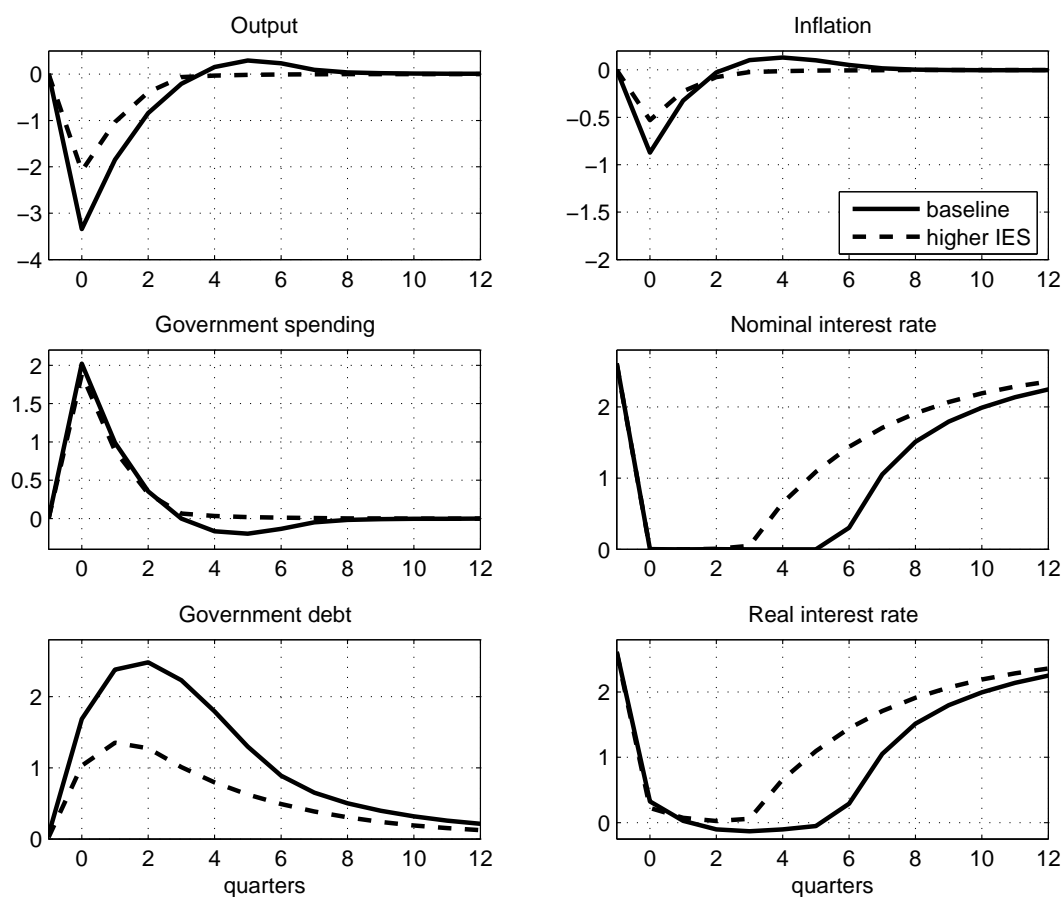 Output
0
−1
−2
−3
−4
0 2 4 6 8 10 12
Inflation
0
−0.5
−1
−1.5
−2
0 2 4 6 8 10 12
baseline
higher IES
Government spending
2
1.5
1
0.5
0
0 2 4 6 8 10 12
Nominal interest rate
2
1
0
0 2 4 6 8 10 12
Government debt
2
1
0
0 2 4 6 8 10 12
quarters
Real interest rate
2
1
0
0 2 4 6 8 10 12
quarters